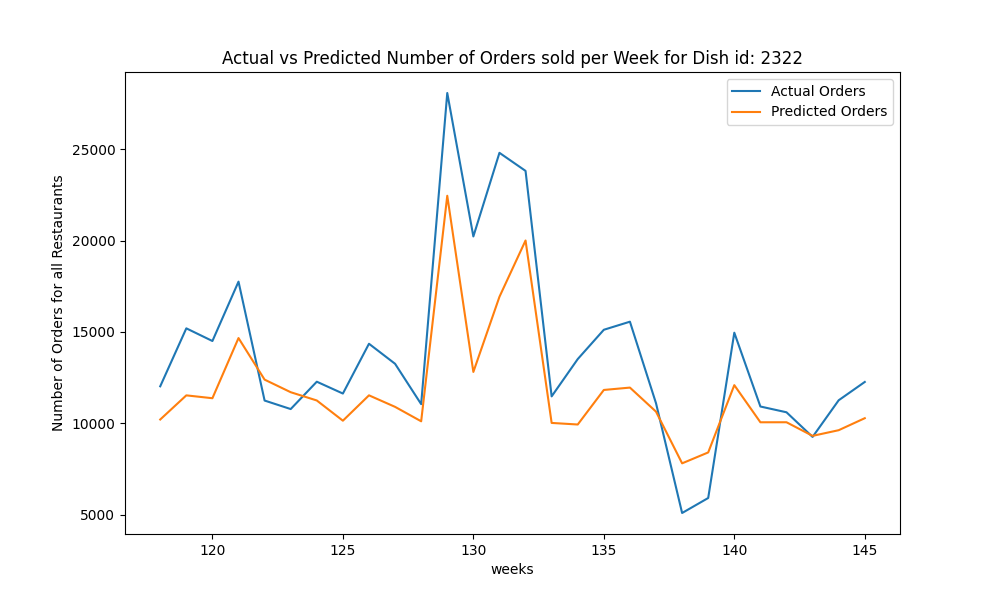 Actual vs Predicted Number of Orders sold per Week for Dish id: 2322
Actual Orders
Predicted Orders
Number of Orders for all Restaurants
25000
20000
15000
10000
5000
120 125 130 135 140 145
weeks